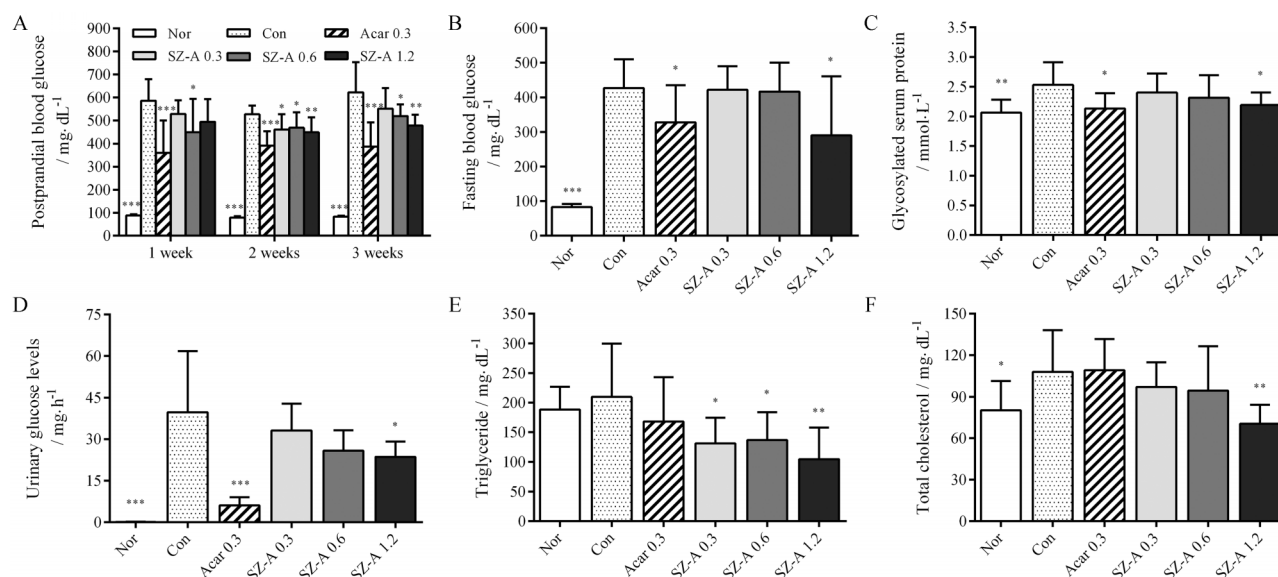 A
Postprandial blood glucose
/ mg·dL⁻¹
900
800
700
600
500
400
300
200
100
0
Nor
Con
Acar 0.3
SZ-A 0.3
SZ-A 0.6
SZ-A 1.2
***
***
*
***
***
*
*
**
***
***
*
**
1 week
2 weeks
3 weeks
B
Fasting blood glucose
/ mg·dL⁻¹
600
500
400
300
200
100
0
***
*
*
Nor
Con
Acar 0.3
SZ-A 0.3
SZ-A 0.6
SZ-A 1.2
C
Glycosylated serum protein
/ mmol·L⁻¹
3.5
3.0
2.5
2.0
1.5
1.0
0.5
0.0
**
*
*
Nor
Con
Acar 0.3
SZ-A 0.3
SZ-A 0.6
SZ-A 1.2
D
Urinary glucose levels
/ mg·h⁻¹
75
60
45
30
15
0
***
***
*
Nor
Con
Acar 0.3
SZ-A 0.3
SZ-A 0.6
SZ-A 1.2
E
Triglyceride / mg·dL⁻¹
350
300
250
200
150
100
50
0
*
*
**
Nor
Con
Acar 0.3
SZ-A 0.3
SZ-A 0.6
SZ-A 1.2
F
Total cholesterol / mg·dL⁻¹
150
120
90
60
30
0
*
**
Nor
Con
Acar 0.3
SZ-A 0.3
SZ-A 0.6
SZ-A 1.2